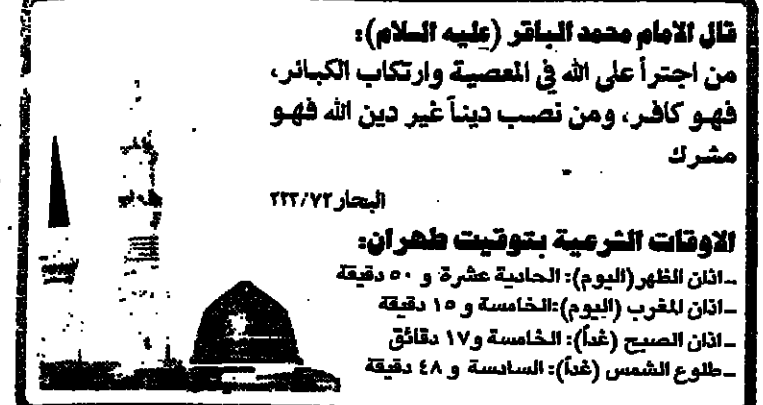 قال الامام محمد الباقر (عليه السلام):
من اجترأ على الله في المعصية وارتكاب الكبائر،
فهو كافر، ومن نصب ديناً غير دين الله فهو
مشرك
البحار ٧٢/٢٢٣
الاوقات الشرعية بتوقيت طهران:
ـ اذان الظهر (اليوم): الحادية عشرة و ٥٠ دقيقة
ـ اذان المغرب (اليوم): الخامسة و ١٥ دقيقة
ـ اذان الصبح (غداً): الخامسة و ١٧ دقائق
ـ طلوع الشمس (غداً): السادسة و ٤٨ دقيقة